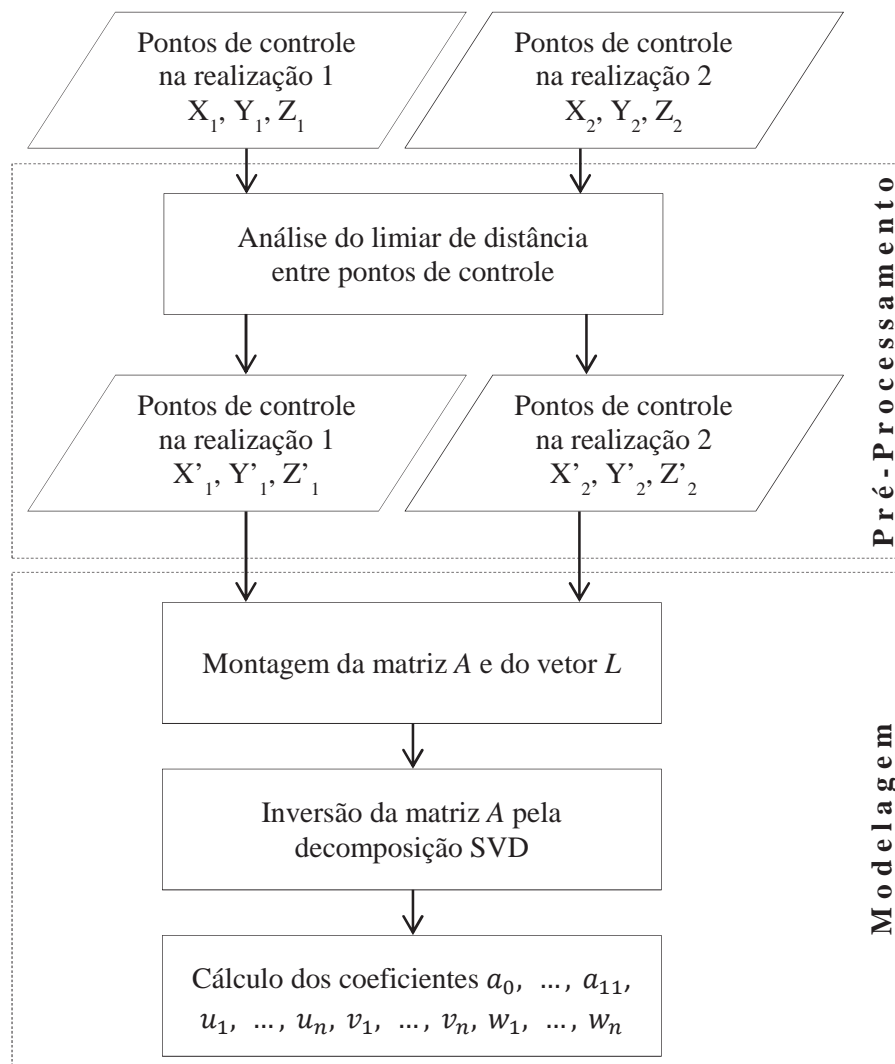 Pontos de controle
na realização 1
X₁, Y₁, Z₁
Pontos de controle
na realização 2
X₂, Y₂, Z₂
Pré-Processamento
Análise do limiar de distância
entre pontos de controle
Pontos de controle
na realização 1
X’₁, Y’₁, Z’₁
Pontos de controle
na realização 2
X’₂, Y’₂, Z’₂
Modelagem
Montagem da matriz A e do vetor L
Inversão da matriz A pela
decomposição SVD
Cálculo dos coeficientes a₀, …, a₁₁,
u₁, …, uₙ, v₁, …, vₙ, w₁, …, wₙ